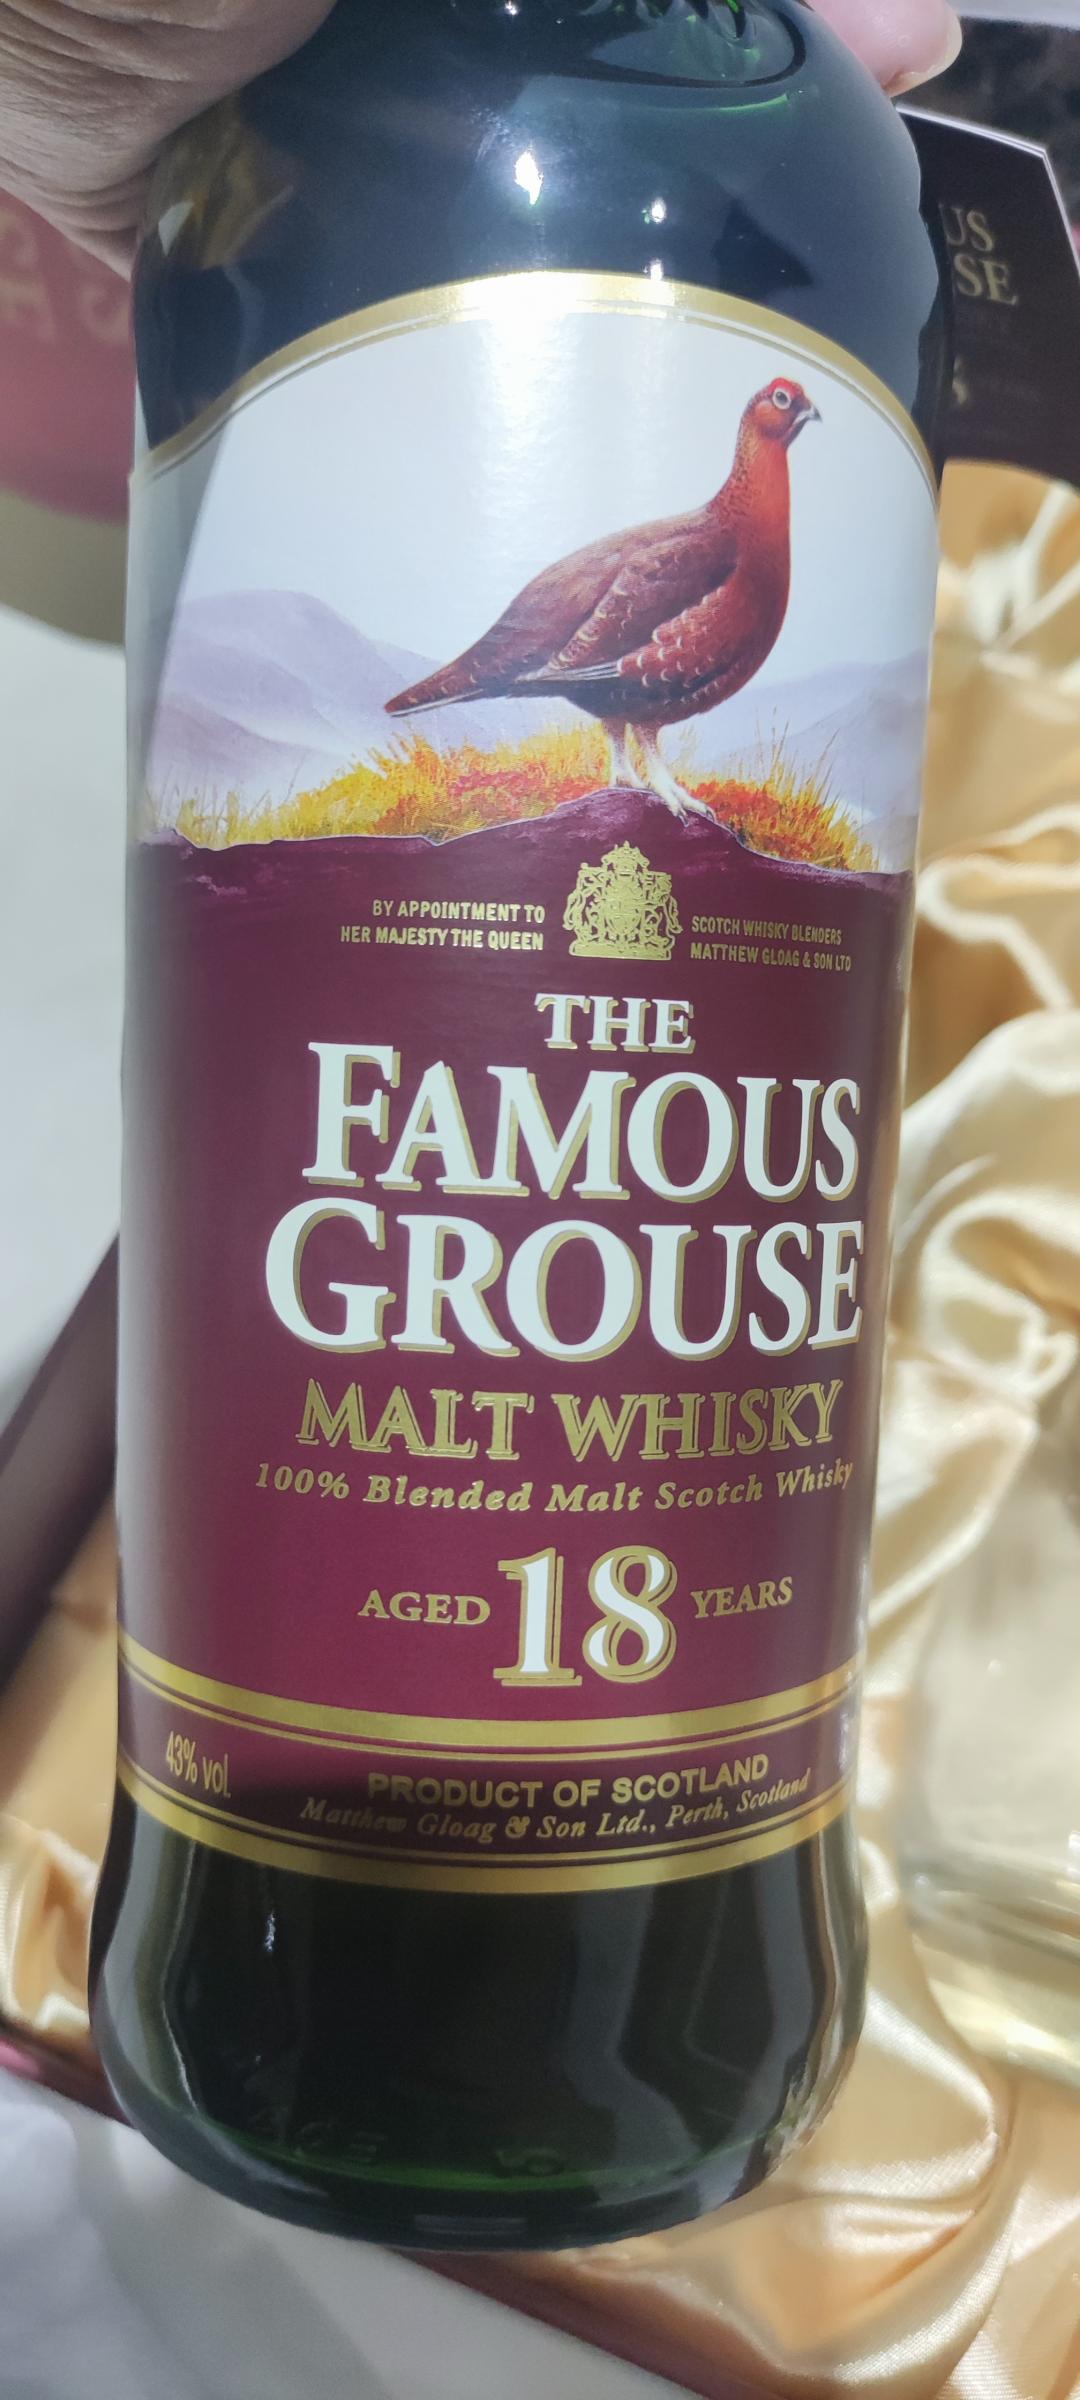 BY APPOINTMENT TO
HER MAJESTY THE QUEEN
SCOTCH WHISKY BLENDERS
MATTHEW GLOAG & SON LTD
THE
FAMOUS
GROUSE
MALT WHISKY
100% Blended Malt Scotch Whisky
AGED 18 YEARS
43% vol.
PRODUCT OF SCOTLAND
Matthew Gloag & Son Ltd., Perth, Scotland
US
SE